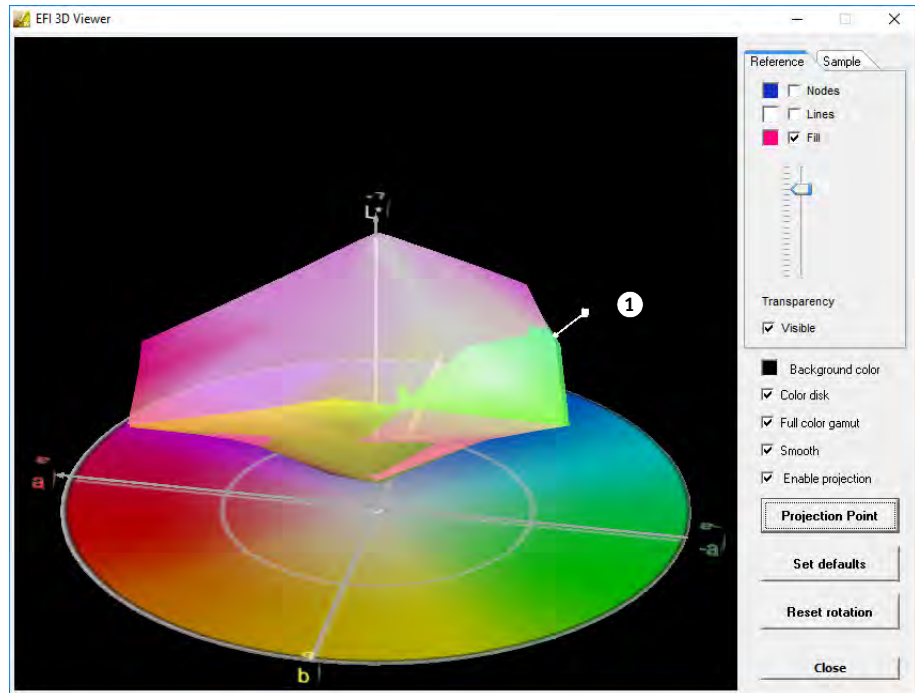 EFI 3D Viewer
Reference
Sample
Nodes
Lines
Fill
Transparency
Visible
Background color
Color disk
Full color gamut
Smooth
Enable projection
Projection Point
Set defaults
Reset rotation
Close
L*
1
a
-a
b